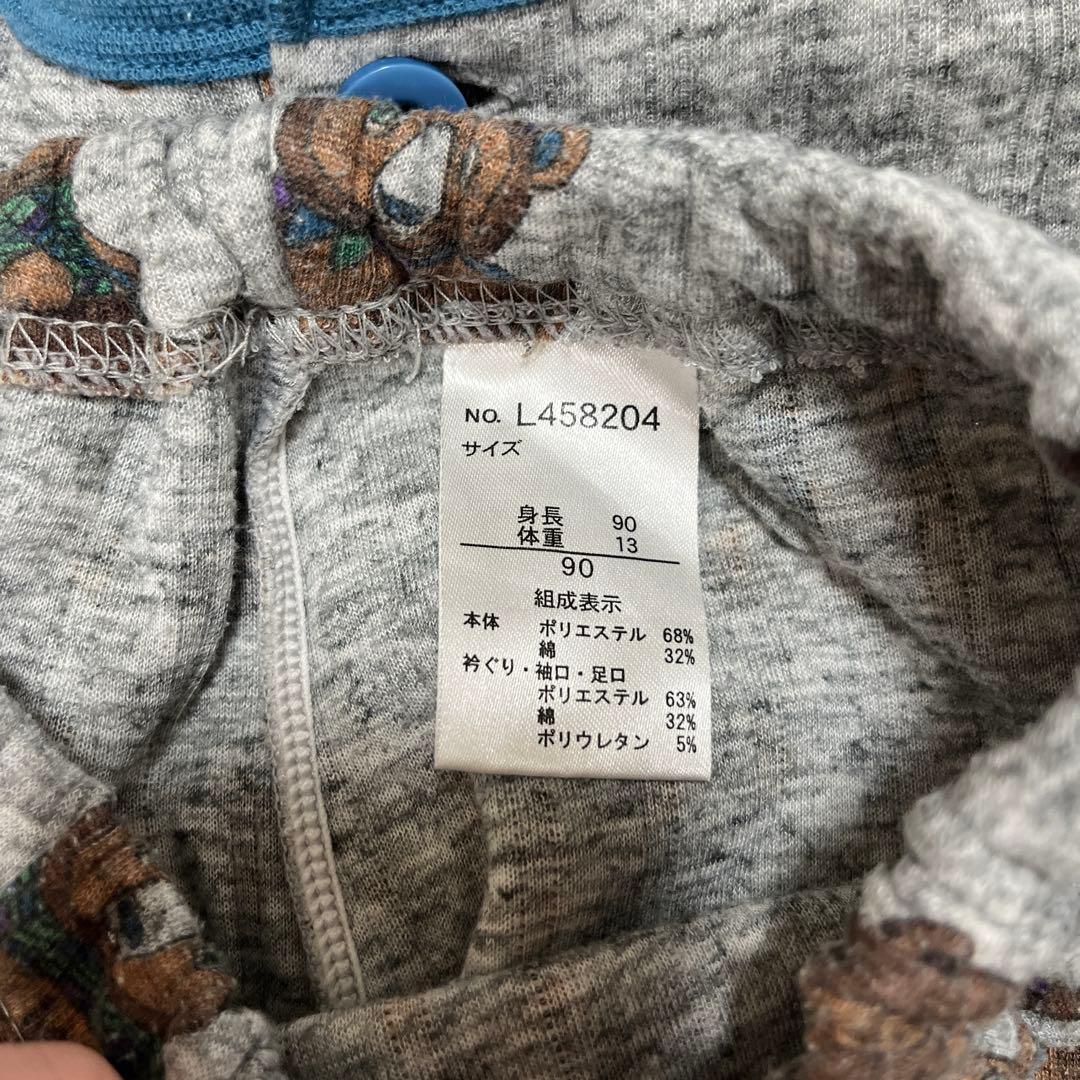 NO. L458204
サイズ
身長 90
体重 13
90
組成表示
本体 ポリエステル 68%
綿 32%
衿ぐり・袖口・足口
ポリエステル 63%
綿 32%
ポリウレタン 5%